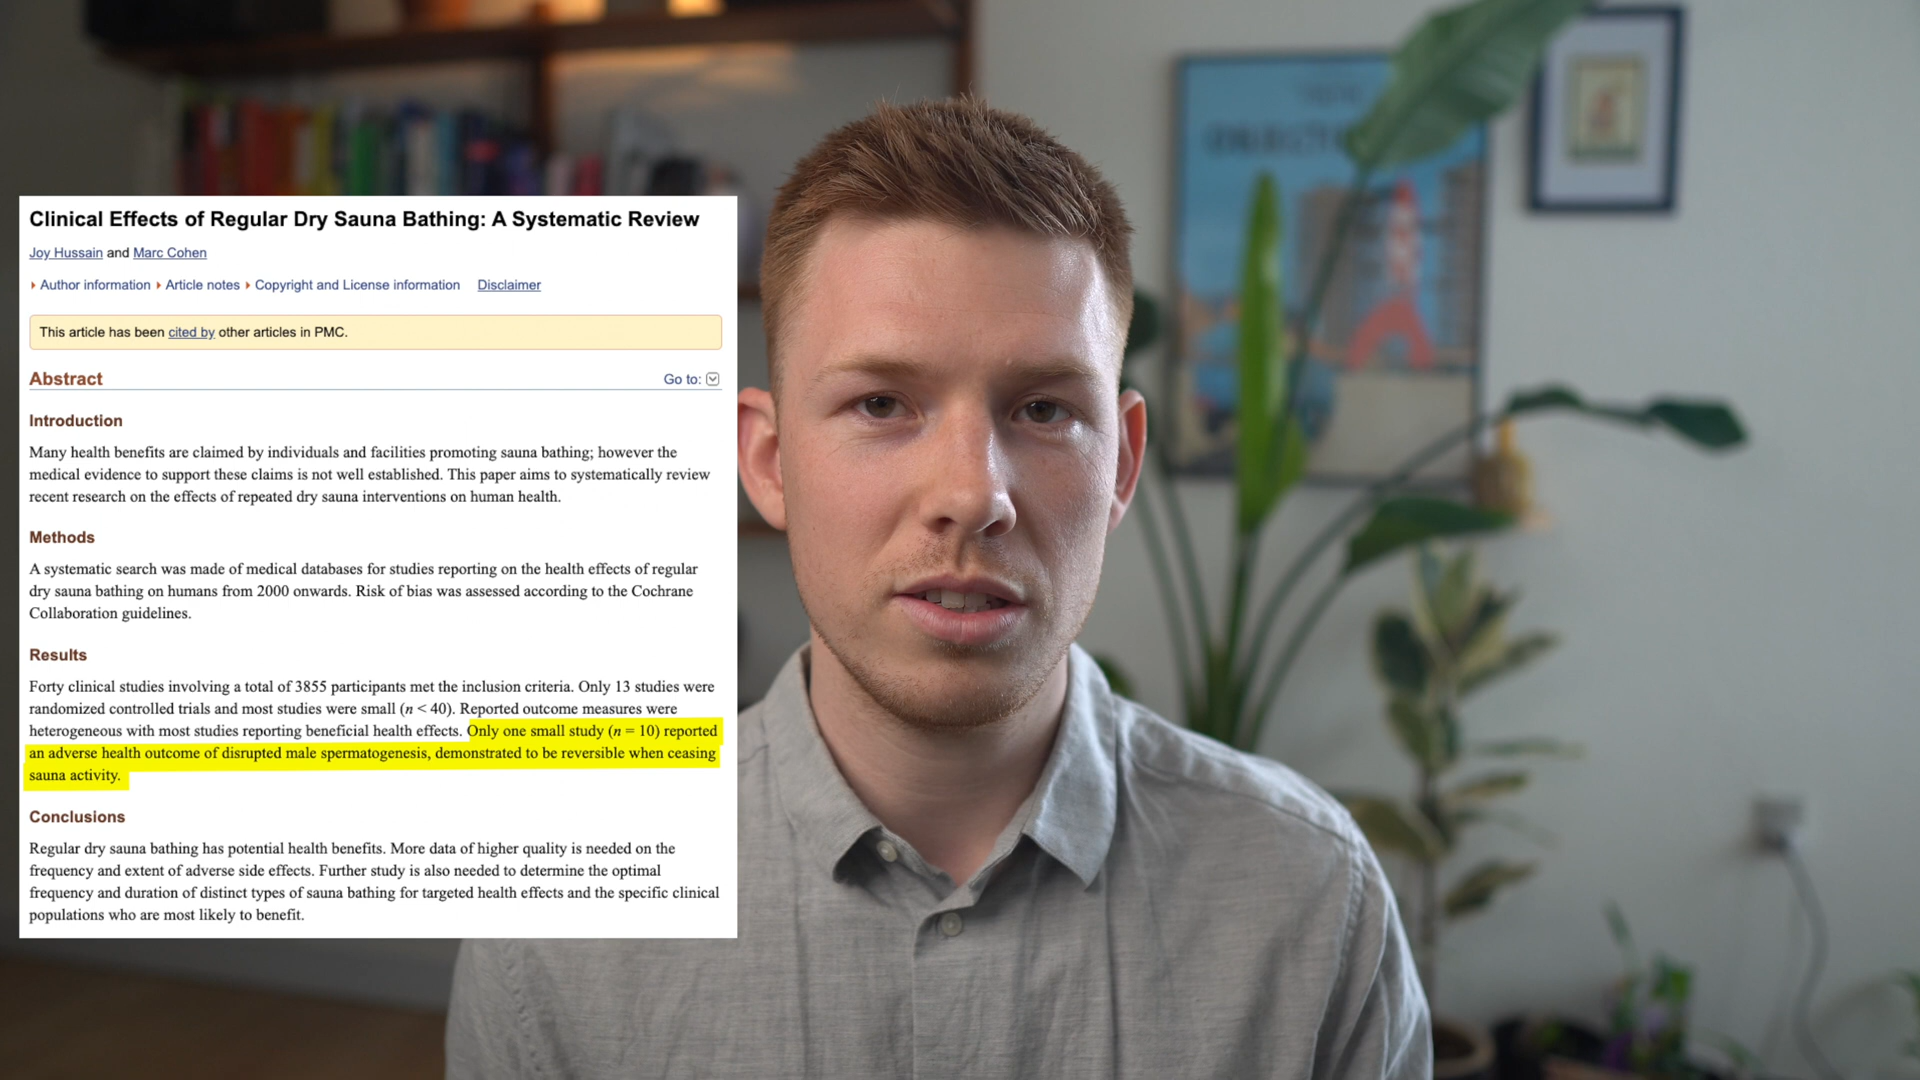 Clinical Effects of Regular Dry Sauna Bathing: A Systematic Review
Joy Hussain and Marc Cohen
Author information Article notes Copyright and License information Disclaimer
This article has been cited by other articles in PMC.
Abstract Go to:
Introduction
Many health benefits are claimed by individuals and facilities promoting sauna bathing; however the
medical evidence to support these claims is not well established. This paper aims to systematically review
recent research on the effects of repeated dry sauna interventions on human health.
Methods
A systematic search was made of medical databases for studies reporting on the health effects of regular
dry sauna bathing on humans from 2000 onwards. Risk of bias was assessed according to the Cochrane
Collaboration guidelines.
Results
Forty clinical studies involving a total of 3855 participants met the inclusion criteria. Only 13 studies were
randomized controlled trials and most studies were small (n < 40). Reported outcome measures were
heterogeneous with most studies reporting beneficial health effects. Only one small study (n = 10) reported
an adverse health outcome of disrupted male spermatogenesis, demonstrated to be reversible when ceasing
sauna activity.
Conclusions
Regular dry sauna bathing has potential health benefits. More data of higher quality is needed on the
frequency and extent of adverse side effects. Further study is also needed to determine the optimal
frequency and duration of distinct types of sauna bathing for targeted health effects and the specific clinical
populations who are most likely to benefit.